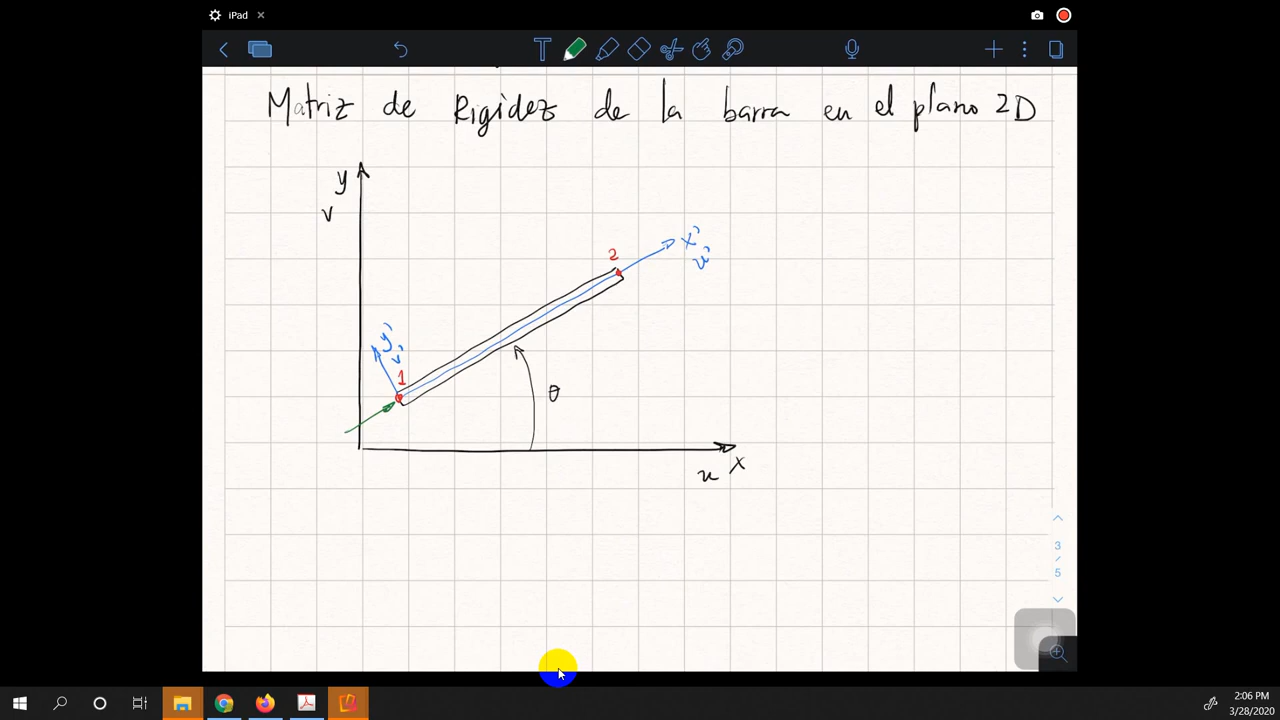 iPad
Matriz de Rigidez de la barra en el plano 2D
y
v
2
x'
u'
y'
v'
1
θ
u x
3
/
5
2:06 PM
3/28/2020